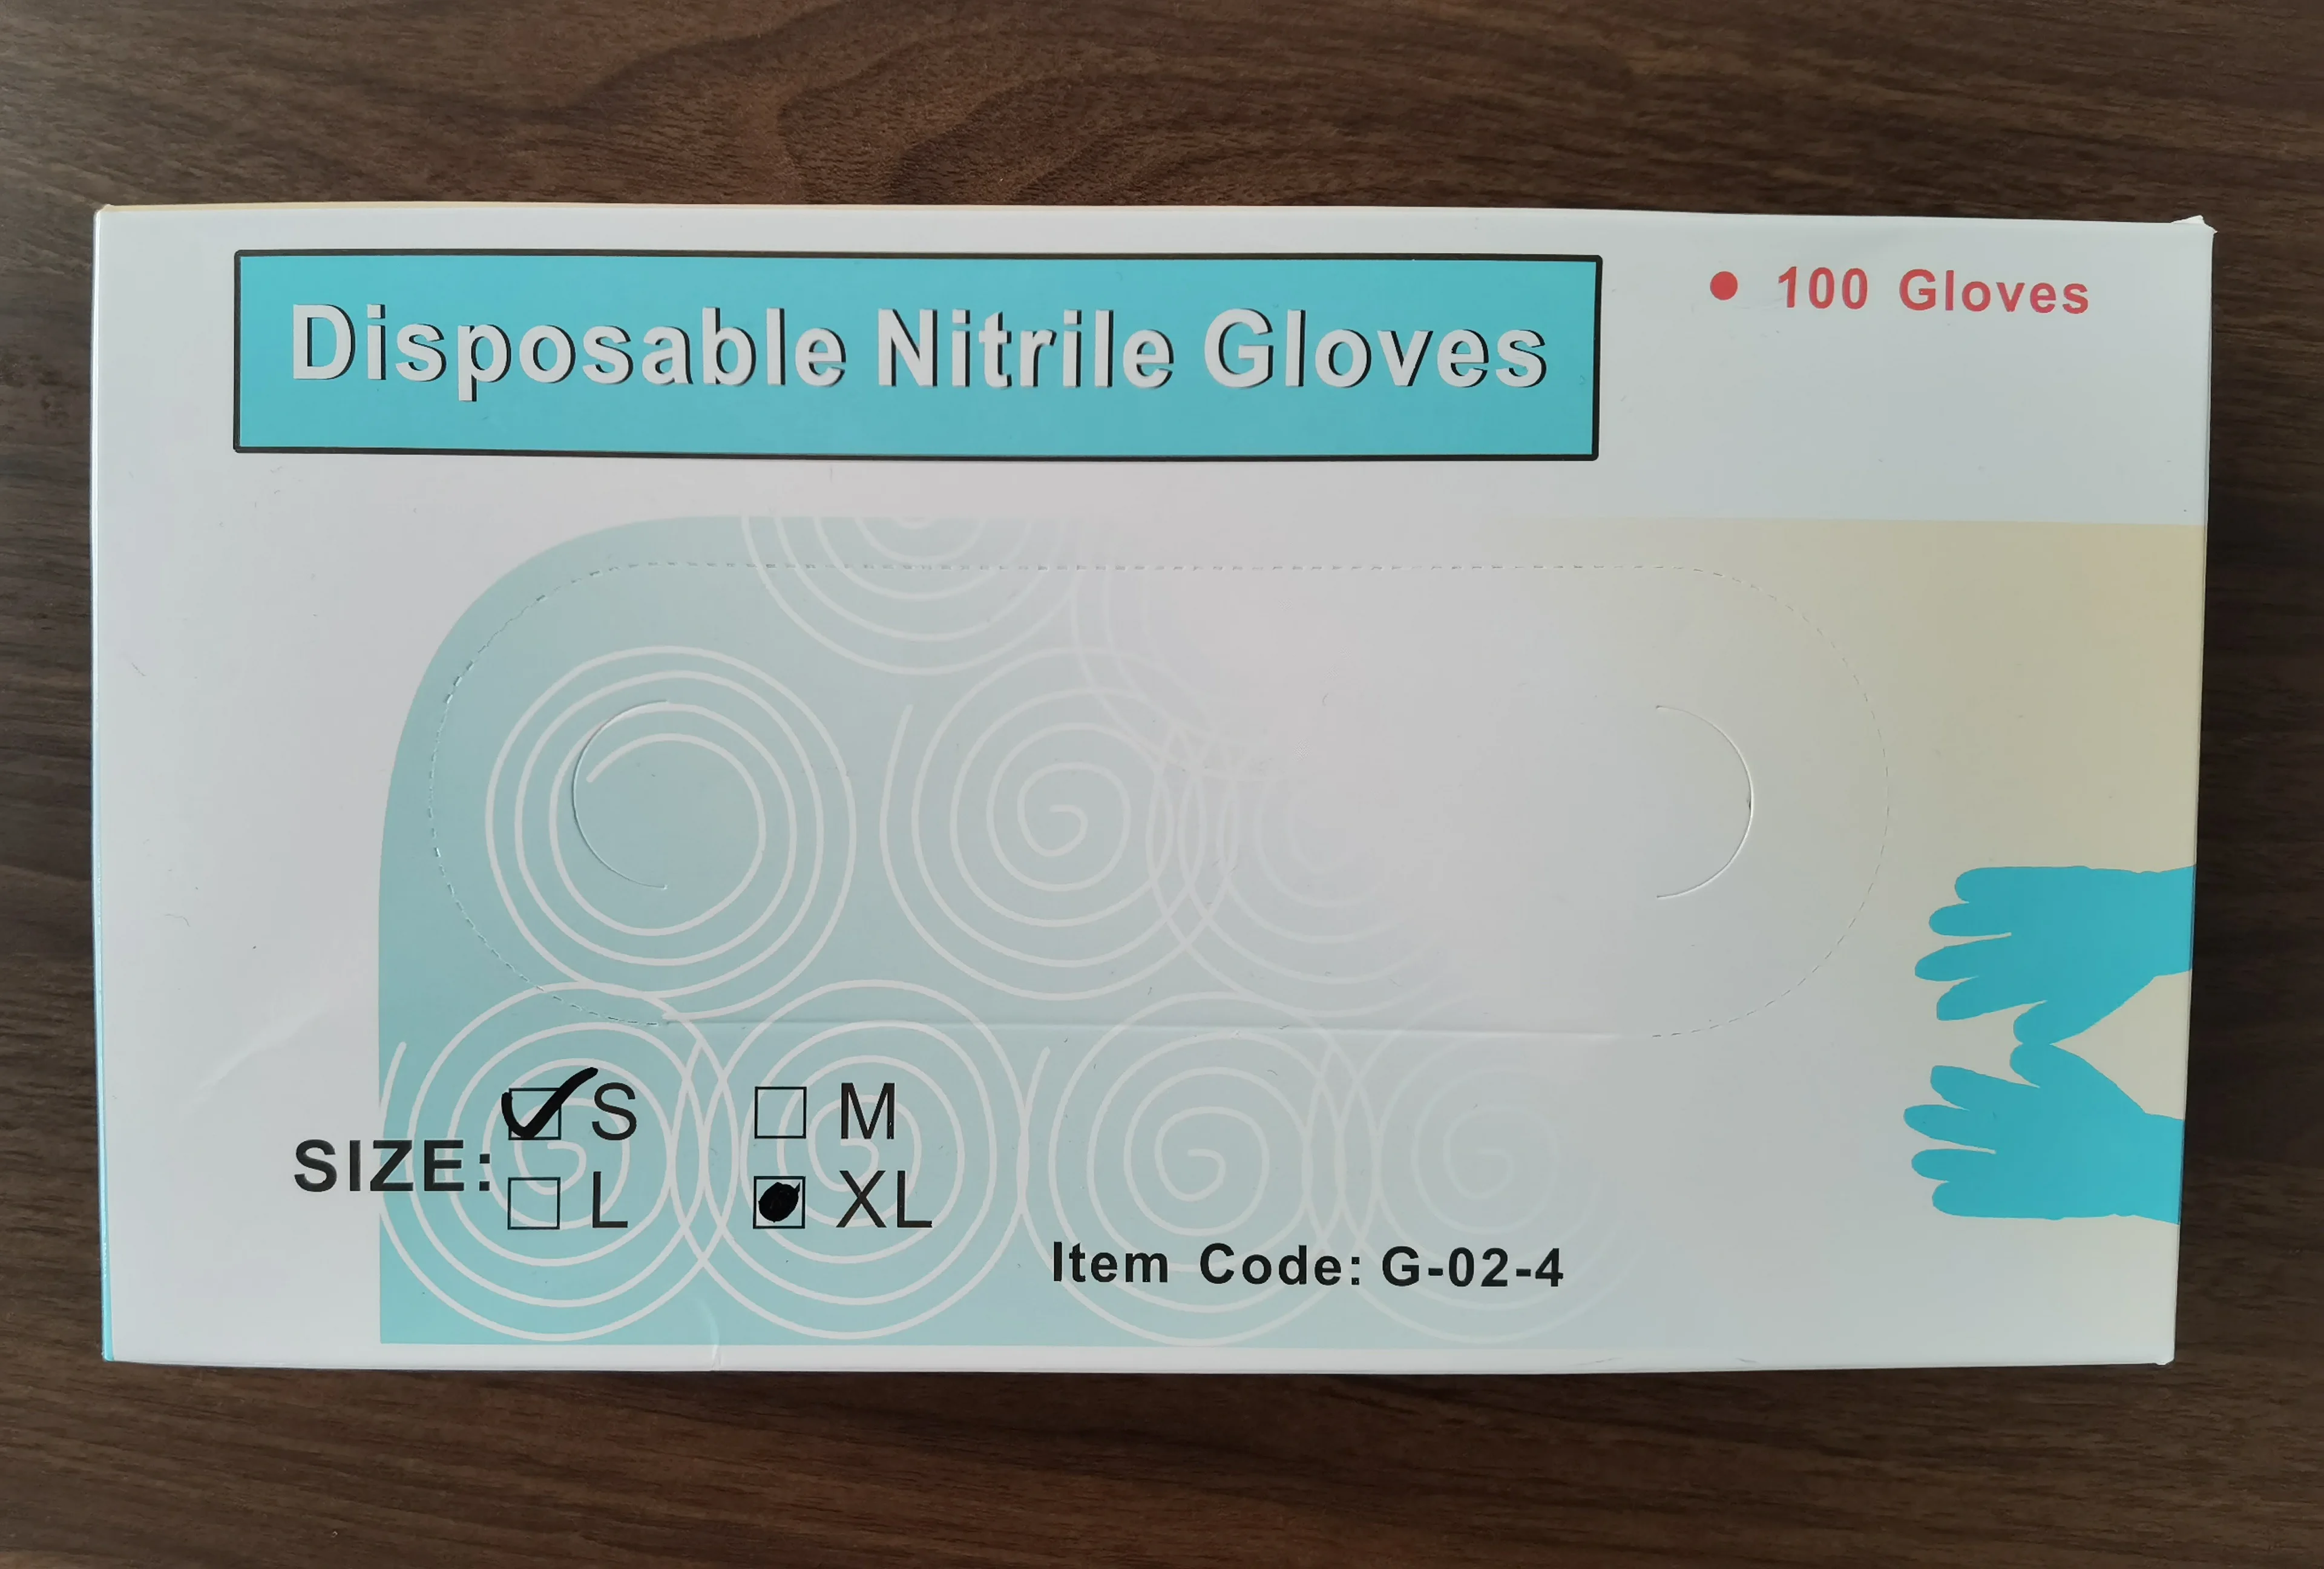 Disposable Nitrile Gloves
● 100 Gloves
SIZE:
☑ S ☐ M
☐ L ☒ XL
Item Code: G-02-4